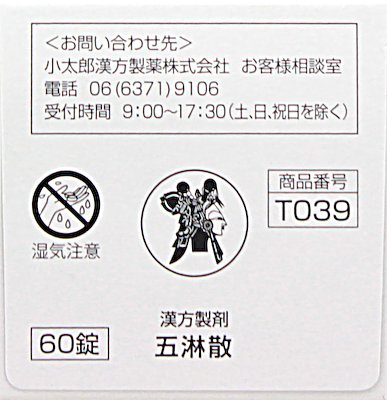 ＜お問い合わせ先＞
小太郎漢方製薬株式会社 お客様相談室
電話 06(6371)9106
受付時間 9:00～17:30(土、日、祝日を除く)
商品番号
T039
湿気注意
漢方製剤
60錠
五淋散